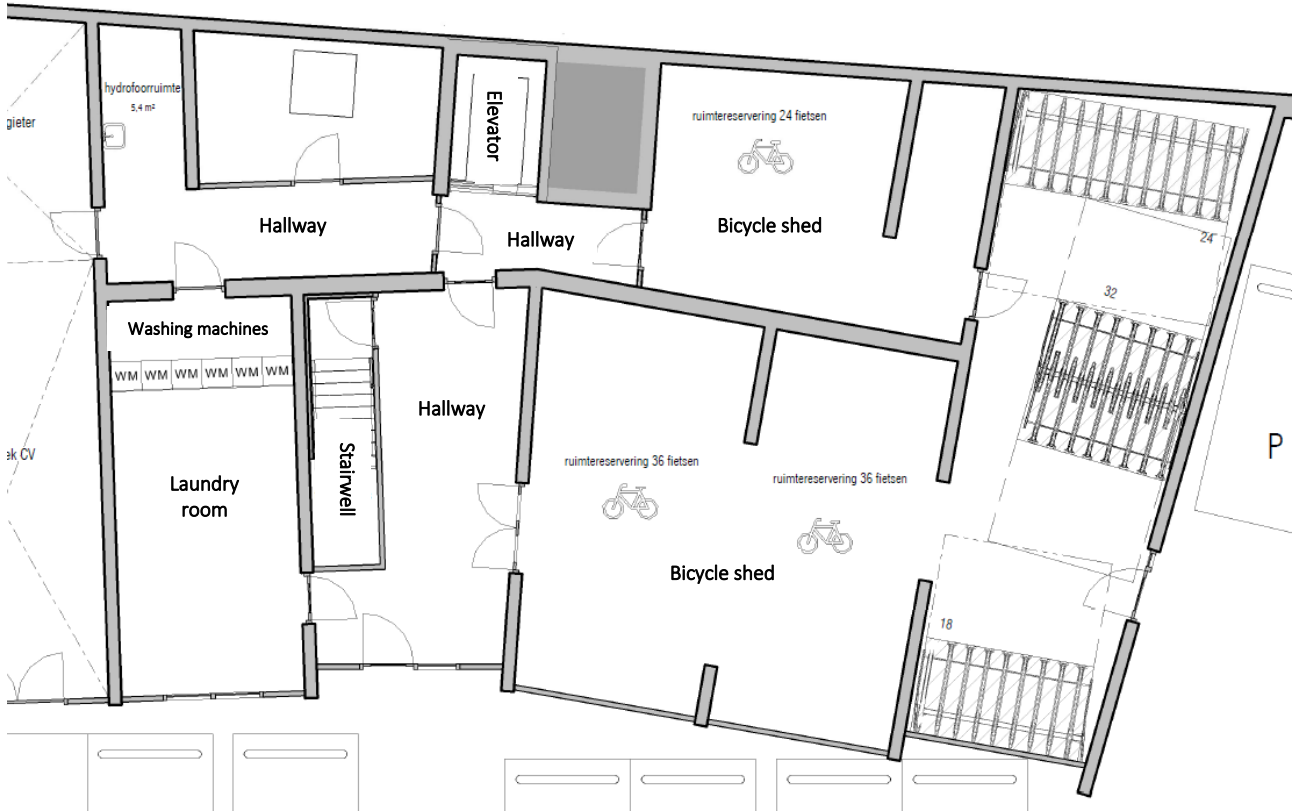 hydrofoorruimte
5,4 m²
gieter
Elevator
ruimtereservering 24 fietsen
Bicycle shed
Hallway
Hallway
24
32
Washing machines
WM WM WM WM WM WM
Hallway
ek CV
Laundry
room
Stairwell
ruimtereservering 36 fietsen
ruimtereservering 36 fietsen
Bicycle shed
P
18